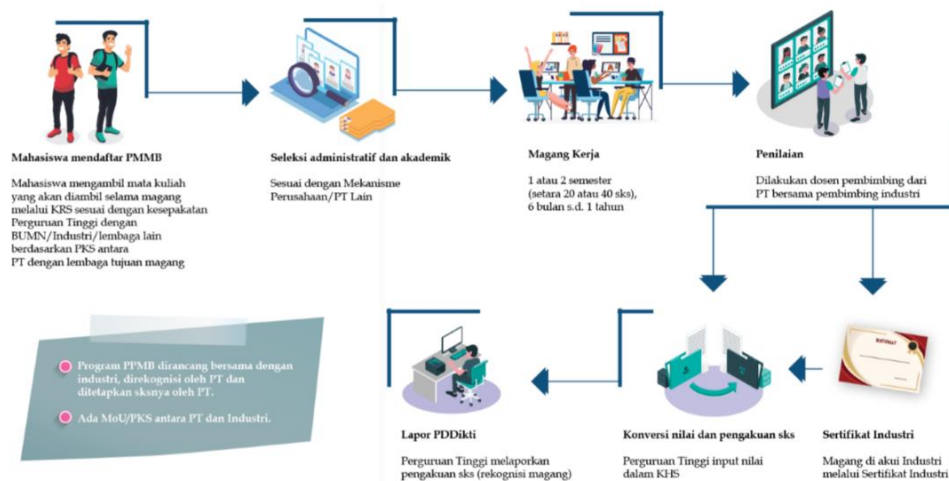 Mahasiswa mendaftar PMMB
Mahasiswa mengambil mata kuliah
yang akan diambil selama magang
melalui KRS sesuai dengan kesepakatan
Perguruan Tinggi dengan
BUMN/Industri/lembaga lain
berdasarkan PKS antara
PT dengan lembaga tujuan magang
Seleksi administratif dan akademik
Sesuai dengan Mekanisme
Perusahaan/PT Lain
Magang Kerja
1 atau 2 semester
(setara 20 atau 40 sks),
6 bulan s.d. 1 tahun
Penilaian
Dilakukan dosen pembimbing dari
PT bersama pembimbing industri
Program PPMB dirancang bersama dengan
industri, direkognisi oleh PT dan
ditetapkan sksnya oleh PT.
Ada MoU/PKS antara PT dan Industri.
Lapor PDDikti
Perguruan Tinggi melaporkan
pengakuan sks (rekognisi magang)
Konversi nilai dan pengakuan sks
Perguruan Tinggi input nilai
dalam KHS
Sertifikat Industri
Magang di akui Industri
melalui Sertifikat Industri